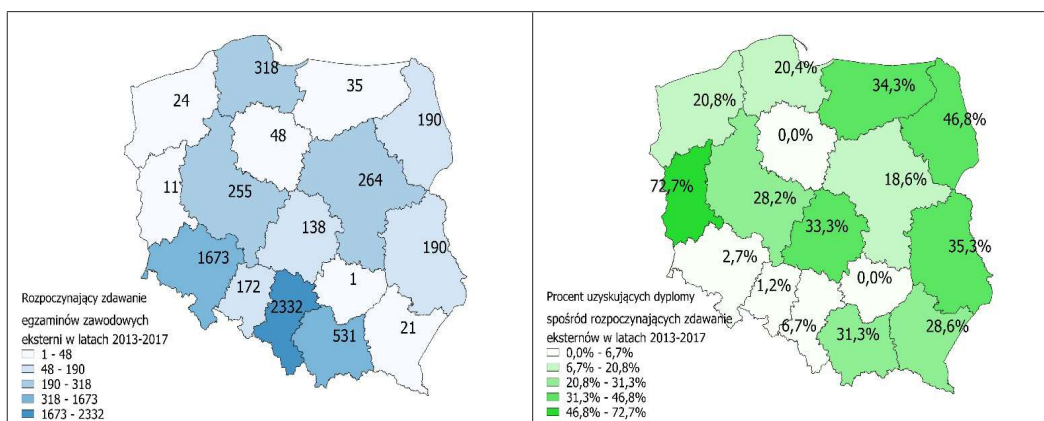 318
35
24
190
48
11
255
264
138
190
1673
172
1
2332
531
21
Rozpoczynający zdawanie
egzaminów zawodowych
eksterni w latach 2013-2017
1 - 48
48 - 190
190 - 318
318 - 1673
1673 - 2332
20,4%
34,3%
20,8%
46,8%
0,0%
72,7%
28,2%
18,6%
33,3%
35,3%
2,7%
1,2%
0,0%
6,7%
31,3%
28,6%
Procent uzyskujących dyplomy
spośród rozpoczynających zdawanie
eksternów w latach 2013-2017
0,0% - 6,7%
6,7% - 20,8%
20,8% - 31,3%
31,3% - 46,8%
46,8% - 72,7%